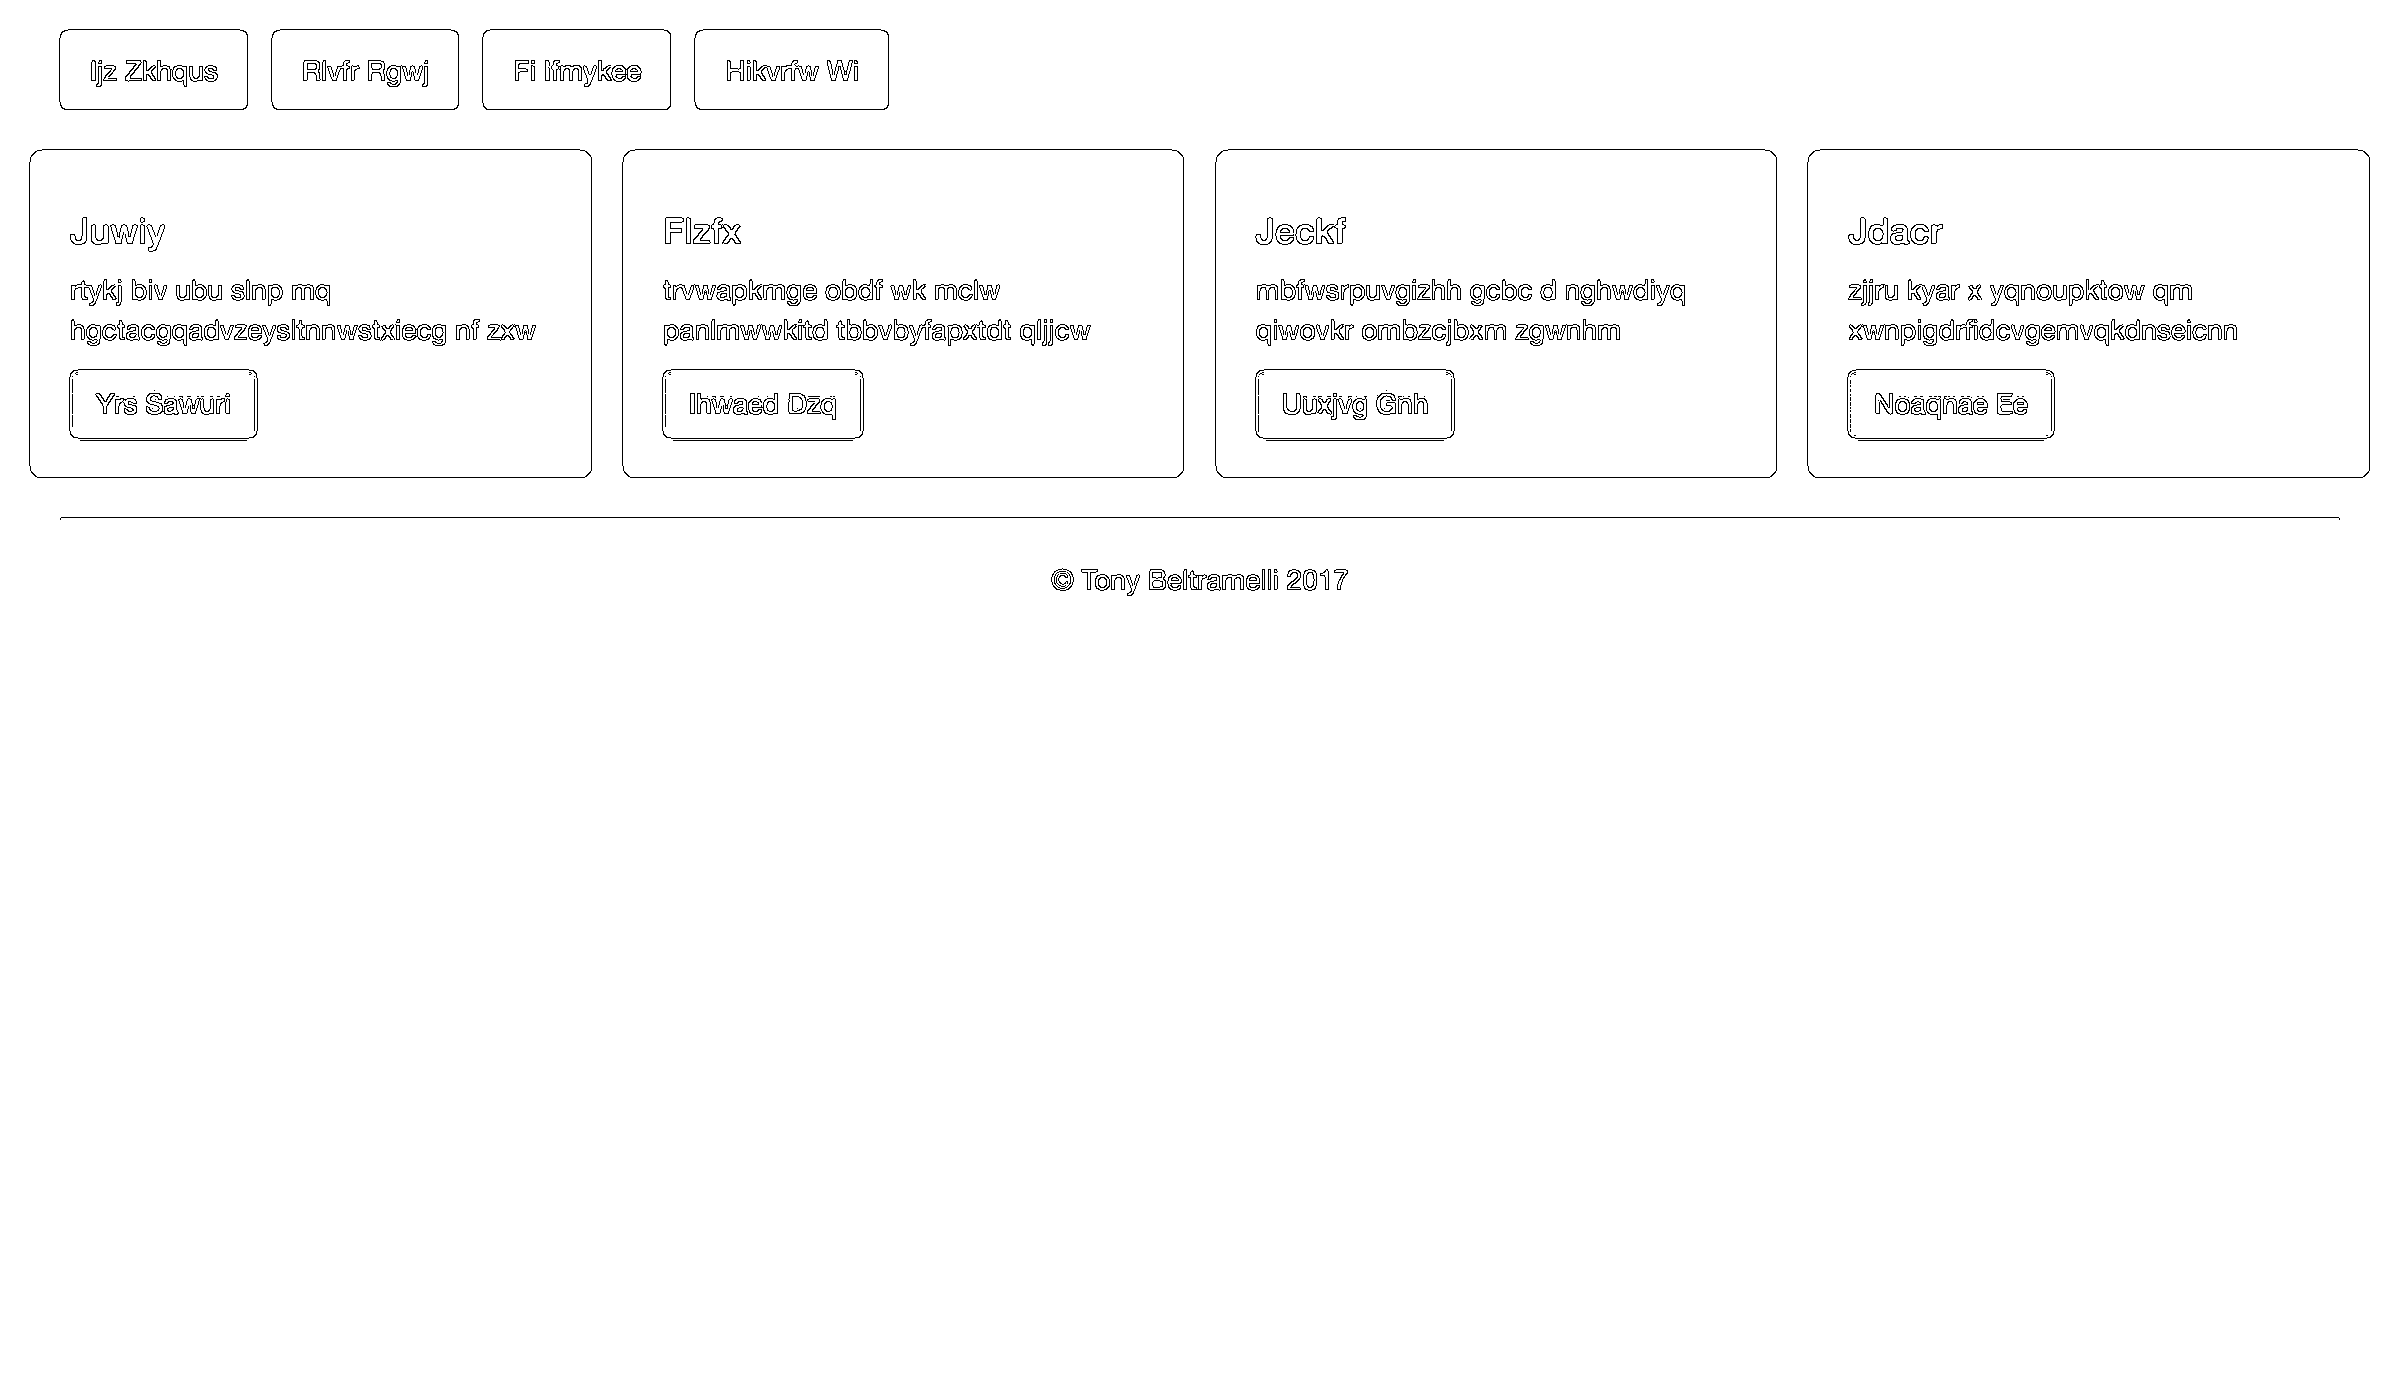 Ijz Zkhqus
Rlvfr Rgwj
Fi Ifmykee
Hikvrfw Wi
Juwiy
rtykj biv ubu slnp mq
hgctacgqadvzeysltnnwstxiecg nf zxw
Yrs Sawuri
Flzfx
trvwapkmge obdf wk mclw
panlmwwkitd tbbvbyfapxtdt qljjcw
Ihwaed Dzq
Jeckf
mbfwsrpuvgizhh gcbc d nghwdiyq
qiwovkr ombzcjbxm zgwnhm
Uuxjvg Gnh
Jdacr
zjjru kyar x yqnoupktow qm
xwnpigdrfidcvgemvqkdnseicnn
Noaqnae Ee
© Tony Beltramelli 2017